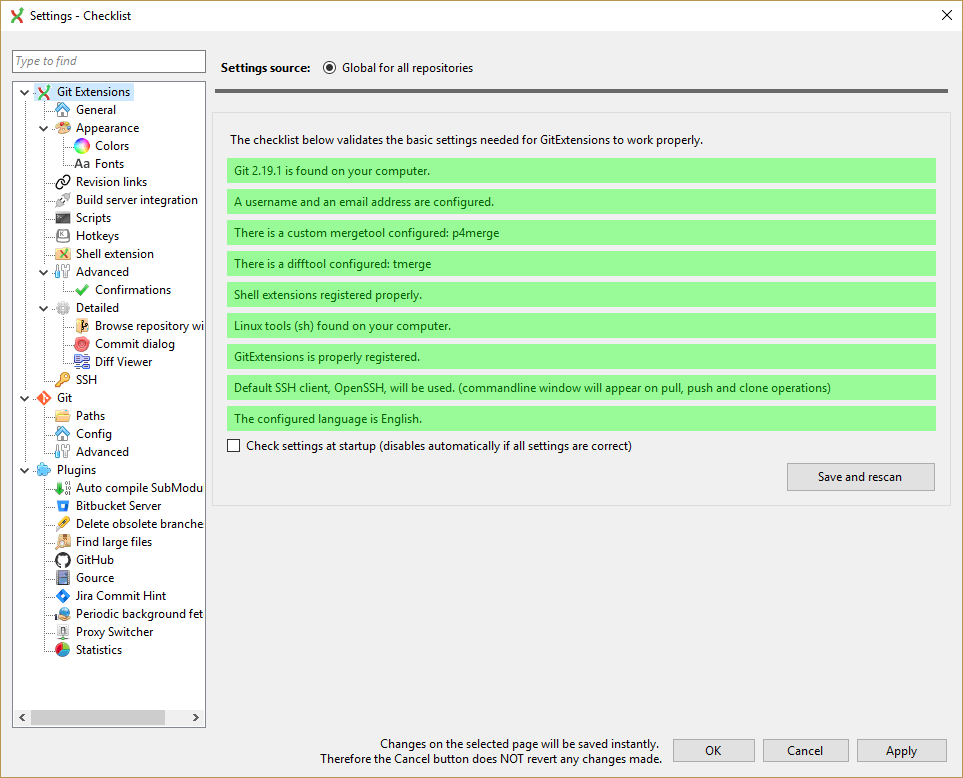 Settings - Checklist
Type to find
Settings source: Global for all repositories
Git Extensions
General
Appearance
Colors
Aa Fonts
Revision links
Build server integration
Scripts
Hotkeys
Shell extension
Advanced
Confirmations
Detailed
Browse repository wi
Commit dialog
Diff Viewer
SSH
Git
Paths
Config
Advanced
Plugins
Auto compile SubModu
Bitbucket Server
Delete obsolete branche
Find large files
GitHub
Gource
Jira Commit Hint
Periodic background fet
Proxy Switcher
Statistics
The checklist below validates the basic settings needed for GitExtensions to work properly.
Git 2.19.1 is found on your computer.
A username and an email address are configured.
There is a custom mergetool configured: p4merge
There is a difftool configured: tmerge
Shell extensions registered properly.
Linux tools (sh) found on your computer.
GitExtensions is properly registered.
Default SSH client, OpenSSH, will be used. (commandline window will appear on pull, push and clone operations)
The configured language is English.
Check settings at startup (disables automatically if all settings are correct)
Save and rescan
Changes on the selected page will be saved instantly.
Therefore the Cancel button does NOT revert any changes made.
OK
Cancel
Apply